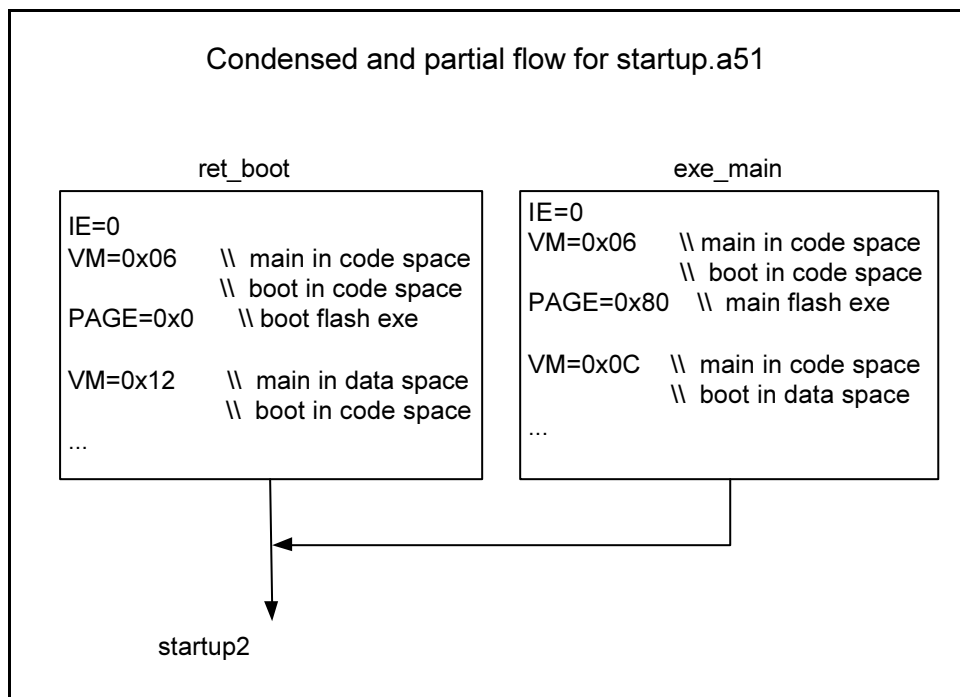 Condensed and partial flow for startup.a51
ret_boot
IE=0
VM=0x06 \\ main in code space
\\ boot in code space
PAGE=0x0 \\ boot flash exe
VM=0x12 \\ main in data space
\\ boot in code space
...
exe_main
IE=0
VM=0x06 \\ main in code space
\\ boot in code space
PAGE=0x80 \\ main flash exe
VM=0x0C \\ main in code space
\\ boot in data space
...
startup2